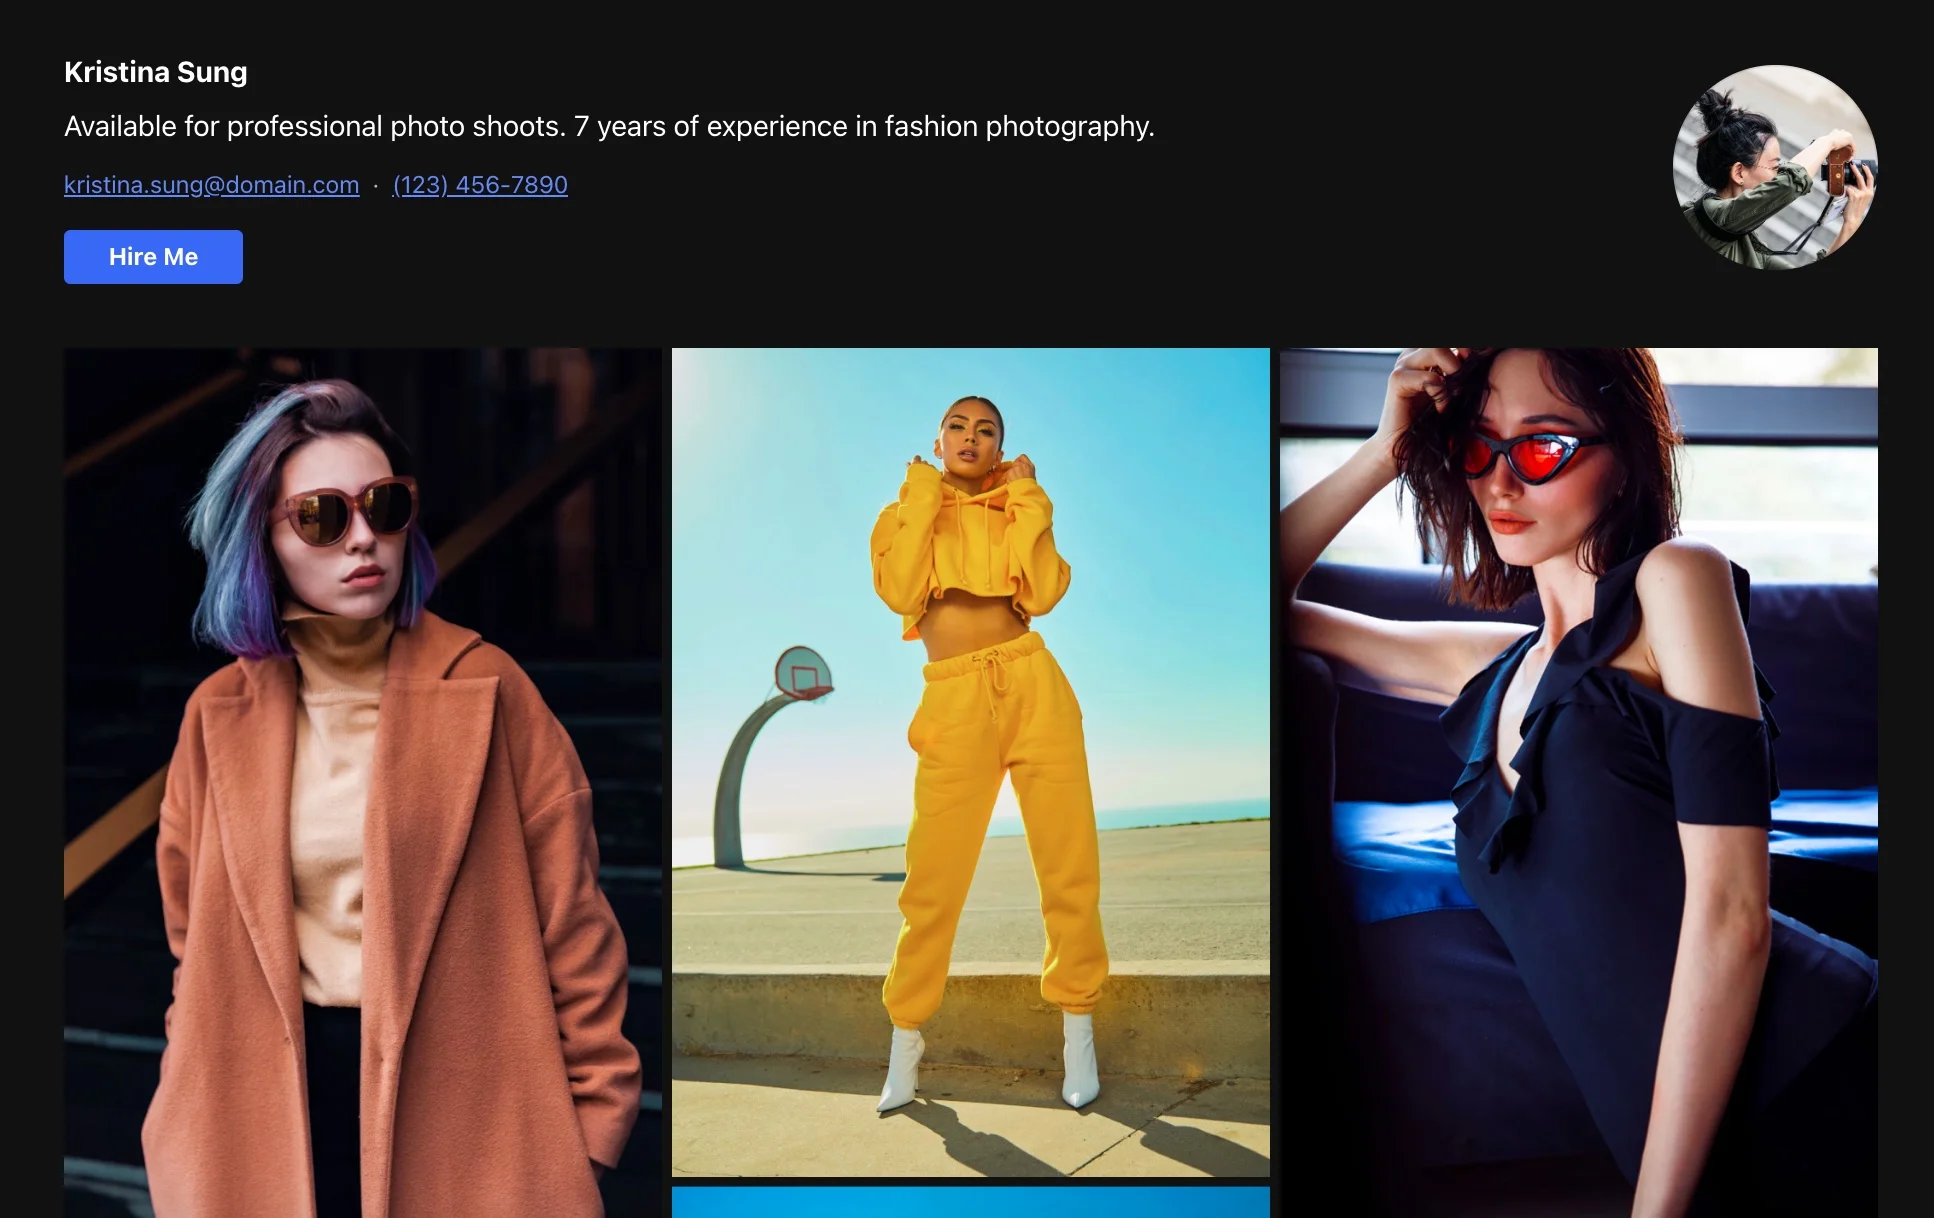 Kristina Sung
Available for professional photo shoots. 7 years of experience in fashion photography.
kristina.sung@domain.com · (123) 456-7890
Hire Me